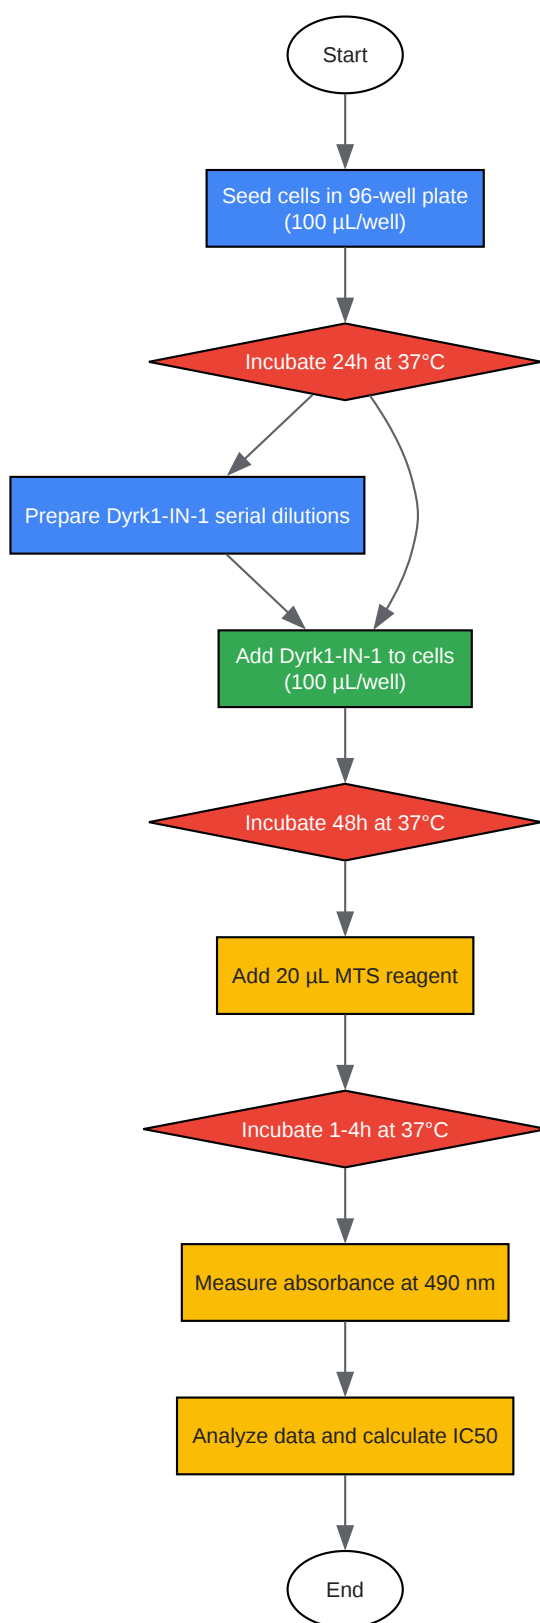 Start
Seed cells in 96-well plate
(100 µL/well)
Incubate 24h at 37°C
Prepare Dyrk1-IN-1 serial dilutions
Add Dyrk1-IN-1 to cells
(100 µL/well)
Incubate 48h at 37°C
Add 20 µL MTS reagent
Incubate 1-4h at 37°C
Measure absorbance at 490 nm
Analyze data and calculate IC50
End